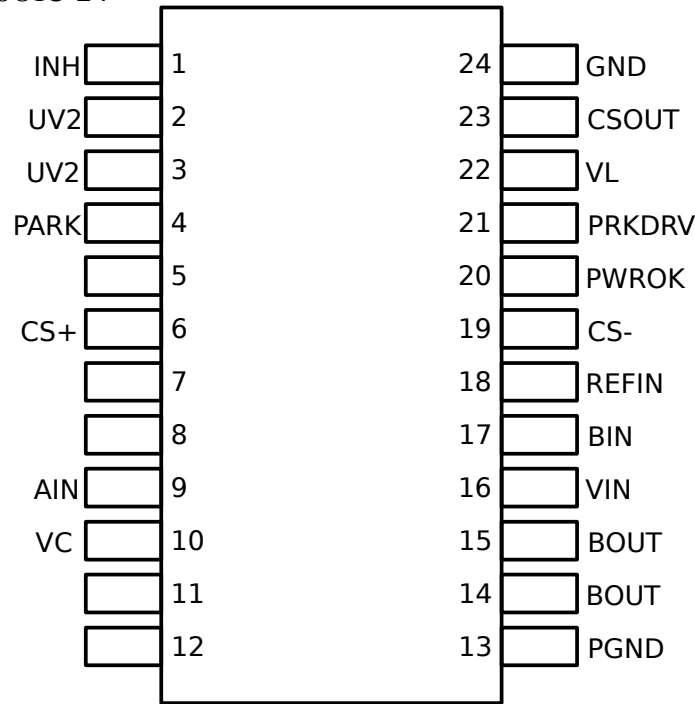 INH 1 24 GND
UV2 2 23 CSOUT
UV2 3 22 VL
PARK 4 21 PRKDRV
5 20 PWROK
CS+ 6 19 CS-
7 18 REFIN
8 17 BIN
AIN 9 16 VIN
VC 10 15 BOUT
11 14 BOUT
12 13 PGND